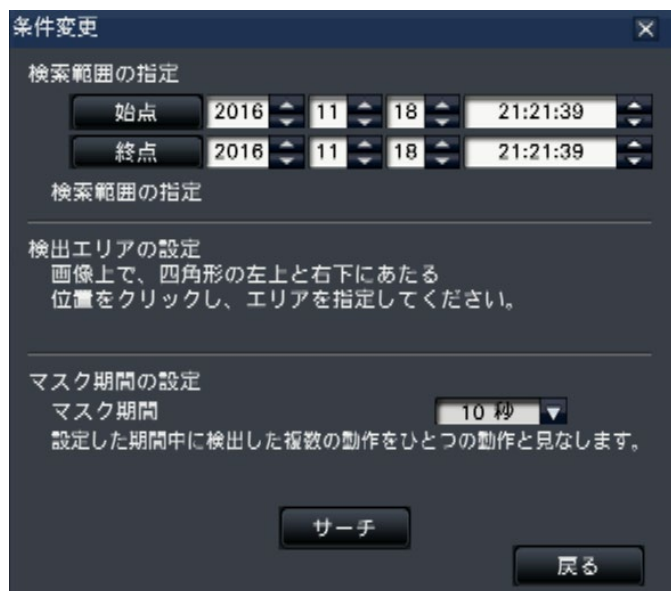 条件変更
検索範囲の指定
始点 2016 11 18 21:21:39
終点 2016 11 18 21:21:39
検索範囲の指定
検出エリアの設定
画像上で、四角形の左上と右下にあたる
位置をクリックし、エリアを指定してください。
マスク期間の設定
マスク期間 10 秒
設定した期間中に検出した複数の動作をひとつの動作と見なします。
サーチ
戻る